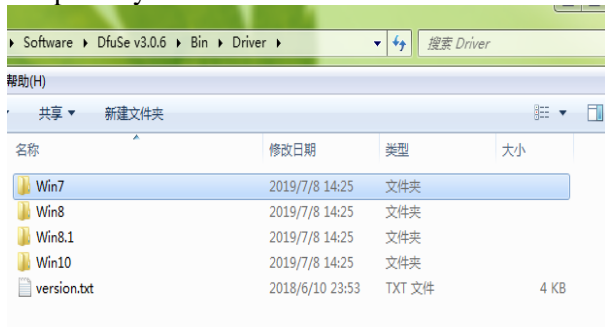 Software ▸ DfuSe v3.0.6 ▸ Bin ▸ Driver ▸ 搜索 Driver
帮助(H)
共享 新建文件夹
名称 修改日期 类型 大小
Win7 2019/7/8 14:25 文件夹
Win8 2019/7/8 14:25 文件夹
Win8.1 2019/7/8 14:25 文件夹
Win10 2019/7/8 14:25 文件夹
version.txt 2018/6/10 23:53 TXT 文件 4 KB